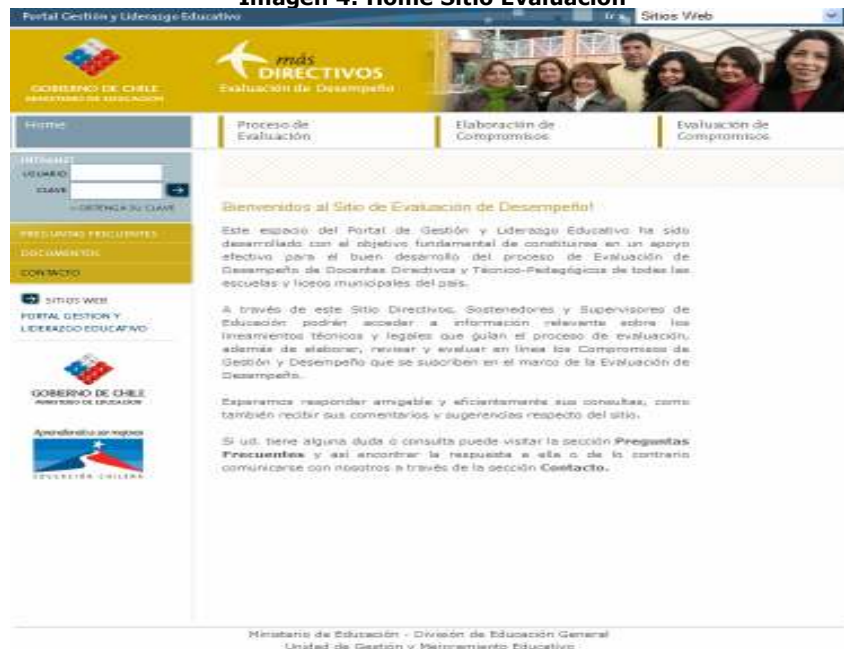 Imagen 4. Home Sitio Evaluación
Portal Gestión y Liderazgo Educativo
Ir a
Sitios Web
GOBIERNO DE CHILE
MINISTERIO DE EDUCACION
más
DIRECTIVOS
Evaluación de Desempeño
Home
Proceso de
Evaluación
Elaboración de
Compromisos
Evaluación de
Compromisos
INTRANET
USUARIO
CLAVE
OBTENGA SU CLAVE
PREGUNTAS FRECUENTES
DOCUMENTOS
CONTACTO
SITIOS WEB
PORTAL GESTION Y
LIDERAZGO EDUCATIVO
GOBIERNO DE CHILE
MINISTERIO DE EDUCACION
Aprendiendo a ser mejores
EDUCACIÓN CHILENA
Bienvenidos al Sitio de Evaluación de Desempeño!
Este espacio del Portal de Gestión y Liderazgo Educativo ha sido
desarrollado con el objetivo fundamental de constituirse en un apoyo
efectivo para el buen desarrollo del proceso de Evaluación de
Desempeño de Docentes Directivos y Técnico-Pedagógicos de todas las
escuelas y liceos municipales del país.
A través de este Sitio Directivos, Sostenedores y Supervisores de
Educación podrán acceder a información relevante sobre los
lineamientos técnicos y legales que guían el proceso de evaluación,
además de elaborar, revisar y evaluar en línea los Compromisos de
Gestión y Desempeño que se suscriben en el marco de la Evaluación de
Desempeño.
Esperamos responder amigable y eficientemente sus consultas, como
también recibir sus comentarios y sugerencias respecto del sitio.
Si ud. tiene alguna duda o consulta puede visitar la sección Preguntas
Frecuentes y así encontrar la respuesta a ella o de lo contrario
comunicarse con nosotros a través de la sección Contacto.
Ministerio de Educación - División de Educación General
Unidad de Gestión y Mejoramiento Educativo